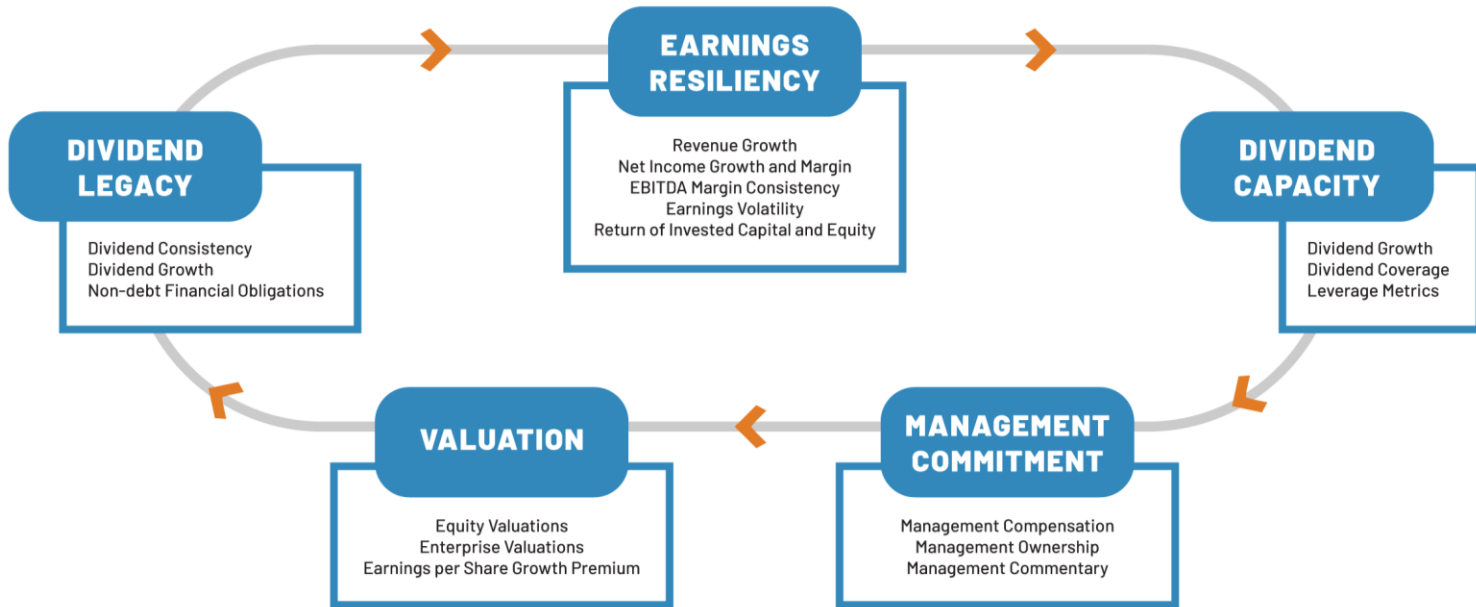 DIVIDEND
LEGACY
Dividend Consistency
Dividend Growth
Non-debt Financial Obligations
EARNINGS
RESILIENCY
Revenue Growth
Net Income Growth and Margin
EBITDA Margin Consistency
Earnings Volatility
Return of Invested Capital and Equity
DIVIDEND
CAPACITY
Dividend Growth
Dividend Coverage
Leverage Metrics
MANAGEMENT
COMMITMENT
Management Compensation
Management Ownership
Management Commentary
VALUATION
Equity Valuations
Enterprise Valuations
Earnings per Share Growth Premium